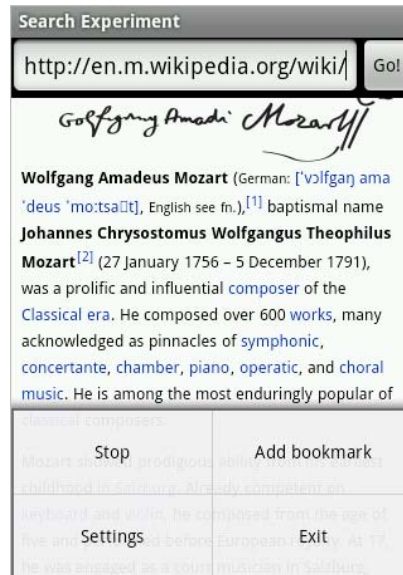 Search Experiment
http://en.m.wikipedia.org/wiki/ Go!
Wolfgang Amadeus Mozart (German: [ˈvɔlfɡaŋ ama
ˈdeus ˈmoːtsa▯t], English see fn.),[1] baptismal name
Johannes Chrysostomus Wolfgangus Theophilus
Mozart[2] (27 January 1756 – 5 December 1791),
was a prolific and influential composer of the
Classical era. He composed over 600 works, many
acknowledged as pinnacles of symphonic,
concertante, chamber, piano, operatic, and choral
music. He is among the most enduringly popular of
classical composers.
Stop Add bookmark
Mozart showed prodigious ability from his earliest
childhood in Salzburg. Already competent on
keyboard and violin, he composed from the age of
Settings Exit
five and performed before European royalty. At 17,
he was engaged as a court musician in Salzburg,